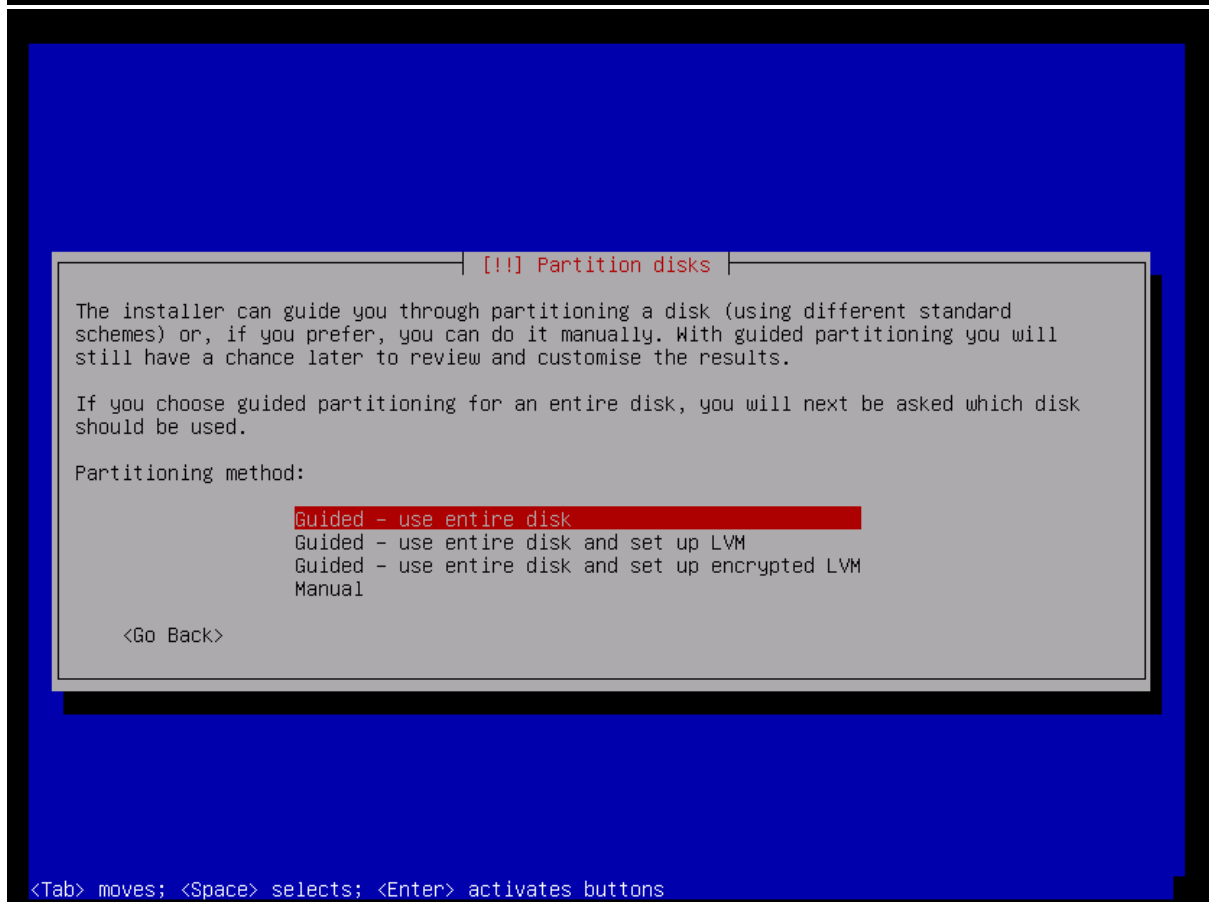 [!!] Partition disks
The installer can guide you through partitioning a disk (using different standard
schemes) or, if you prefer, you can do it manually. With guided partitioning you will
still have a chance later to review and customise the results.
If you choose guided partitioning for an entire disk, you will next be asked which disk
should be used.
Partitioning method:
Guided – use entire disk
Guided – use entire disk and set up LVM
Guided – use entire disk and set up encrypted LVM
Manual
<Go Back>
<Tab> moves; <Space> selects; <Enter> activates buttons